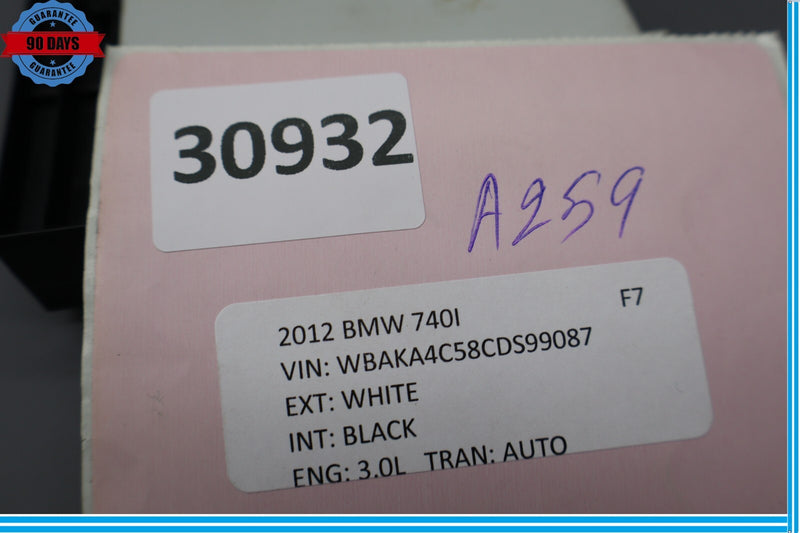 GUARANTEE
90 DAYS
GUARANTEE
30932
A259
F7
2012 BMW 740I
VIN: WBAKA4C58CDS99087
EXT: WHITE
INT: BLACK
ENG: 3.0L TRAN: AUTO